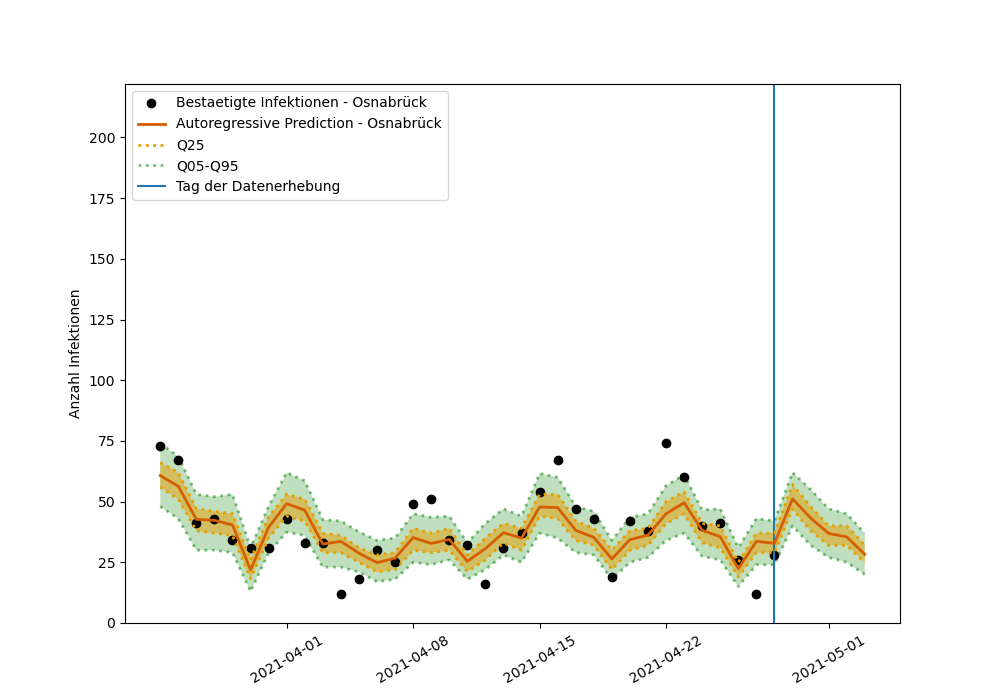 Bestaetigte Infektionen - Osnabrück
Autoregressive Prediction - Osnabrück
Q25
Q05-Q95
Tag der Datenerhebung
Anzahl Infektionen
200
175
150
125
100
75
50
25
0
2021-04-01
2021-04-08
2021-04-15
2021-04-22
2021-05-01